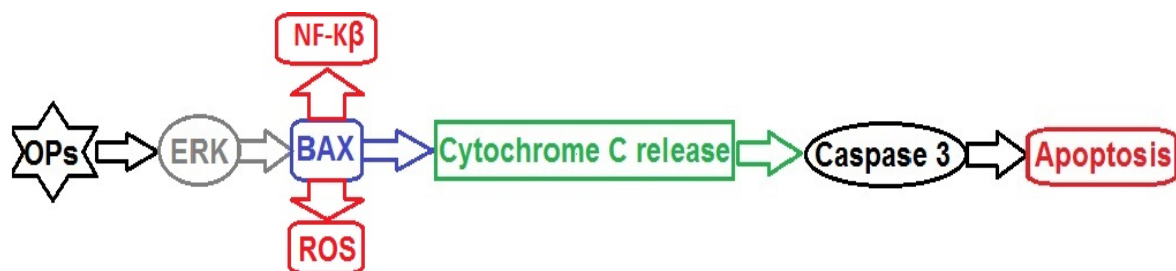 NF-Kβ
OPs
ERK
BAX
Cytochrome C release
Caspase 3
Apoptosis
ROS